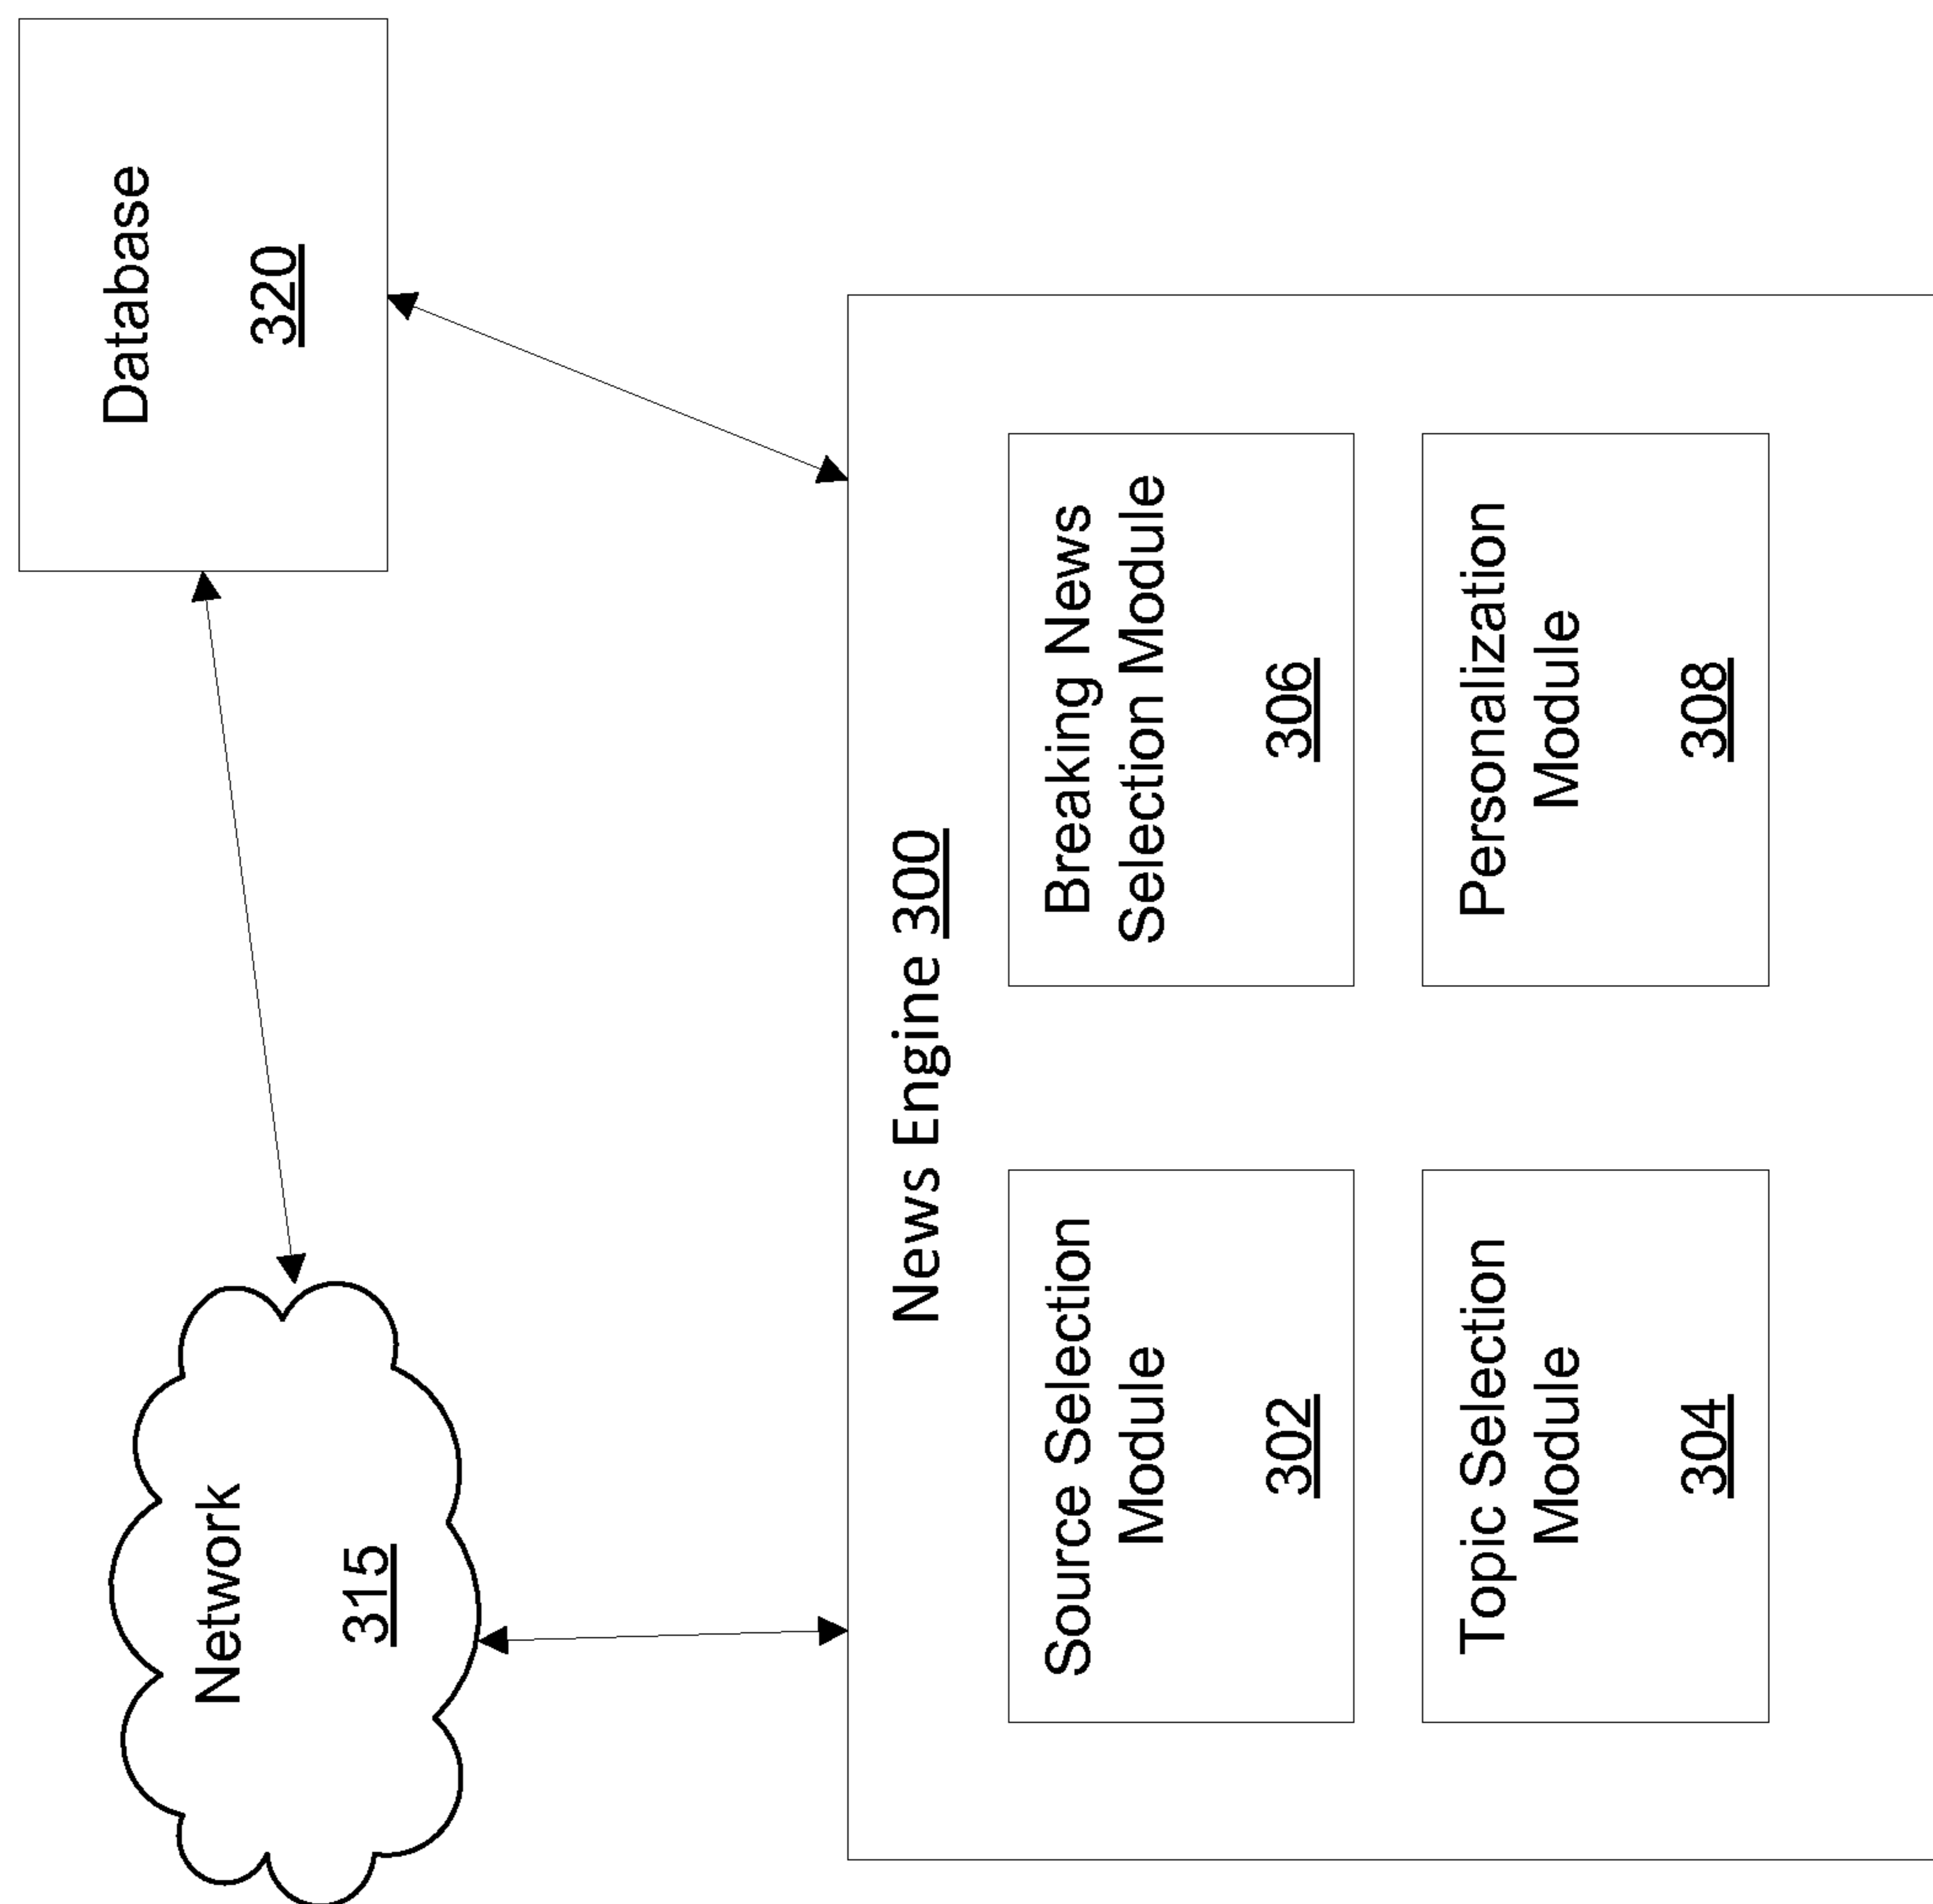 Network
315
Database
320
News Engine 300
Source Selection
Module
302
Breaking News
Selection Module
306
Topic Selection
Module
304
Personalization
Module
308